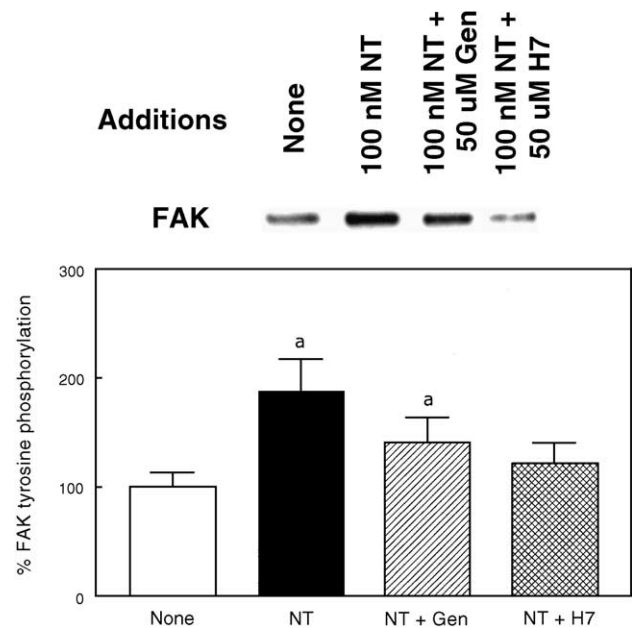 Additions
None
100 nM NT
100 nM NT +
50 uM Gen
100 nM NT +
50 uM H7
FAK
% FAK tyrosine phosphorylation
300
200
100
0
a
a
None
NT
NT + Gen
NT + H7